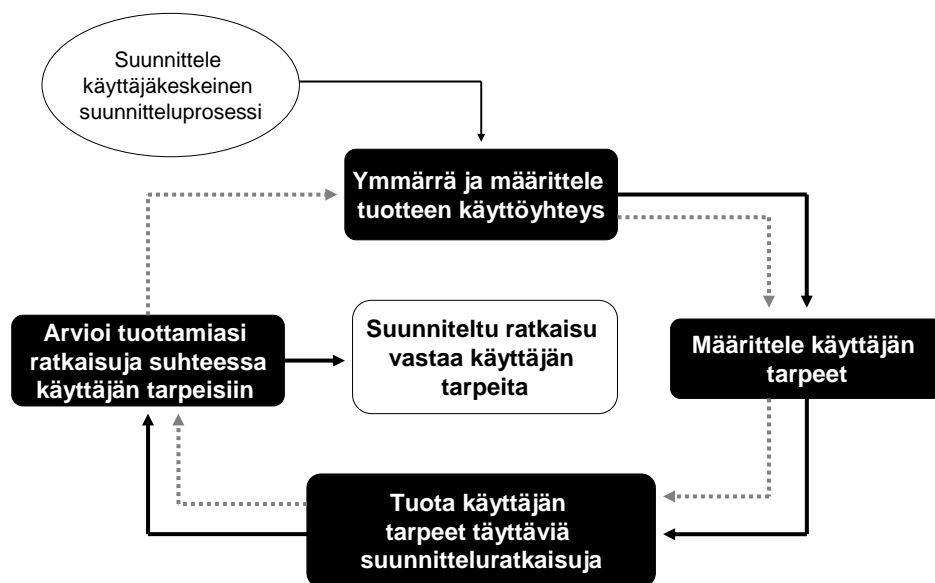 Suunnittele
käyttäjäkeskeinen
suunnitteluprosessi
Ymmärrä ja määrittele
tuotteen käyttöyhteys
Arvioi tuottamiasi
ratkaisuja suhteessa
käyttäjän tarpeisiin
Suunniteltu ratkaisu
vastaa käyttäjän
tarpeita
Määrittele käyttäjän
tarpeet
Tuota käyttäjän
tarpeet täyttäviä
suunnitteluratkaisuja